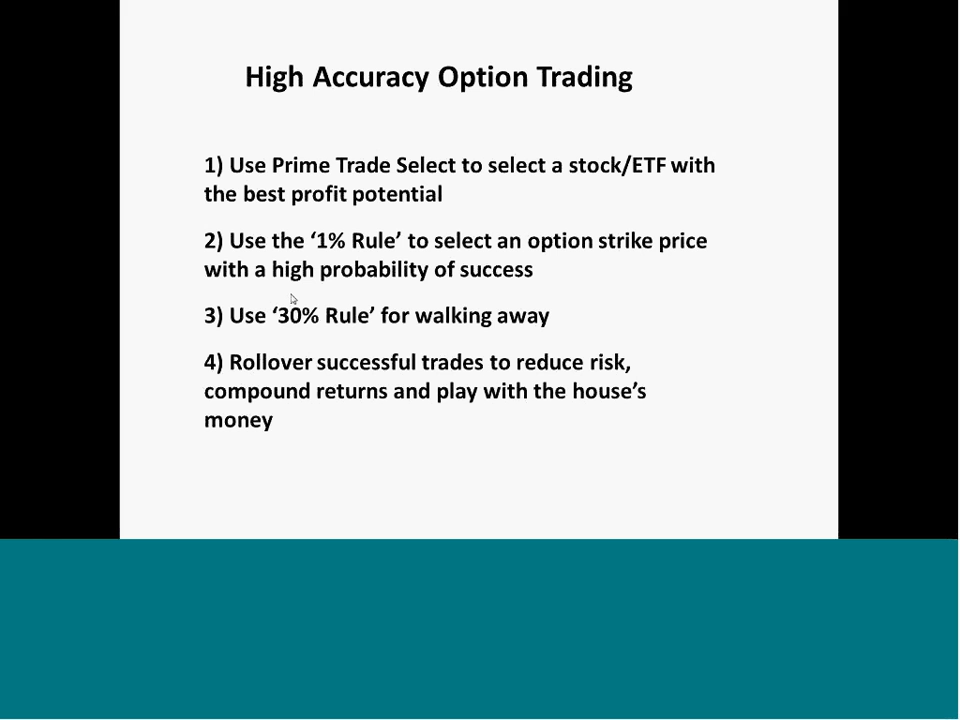 High Accuracy Option Trading
1) Use Prime Trade Select to select a stock/ETF with
the best profit potential
2) Use the ‘1% Rule’ to select an option strike price
with a high probability of success
3) Use ‘30% Rule’ for walking away
4) Rollover successful trades to reduce risk,
compound returns and play with the house’s
money